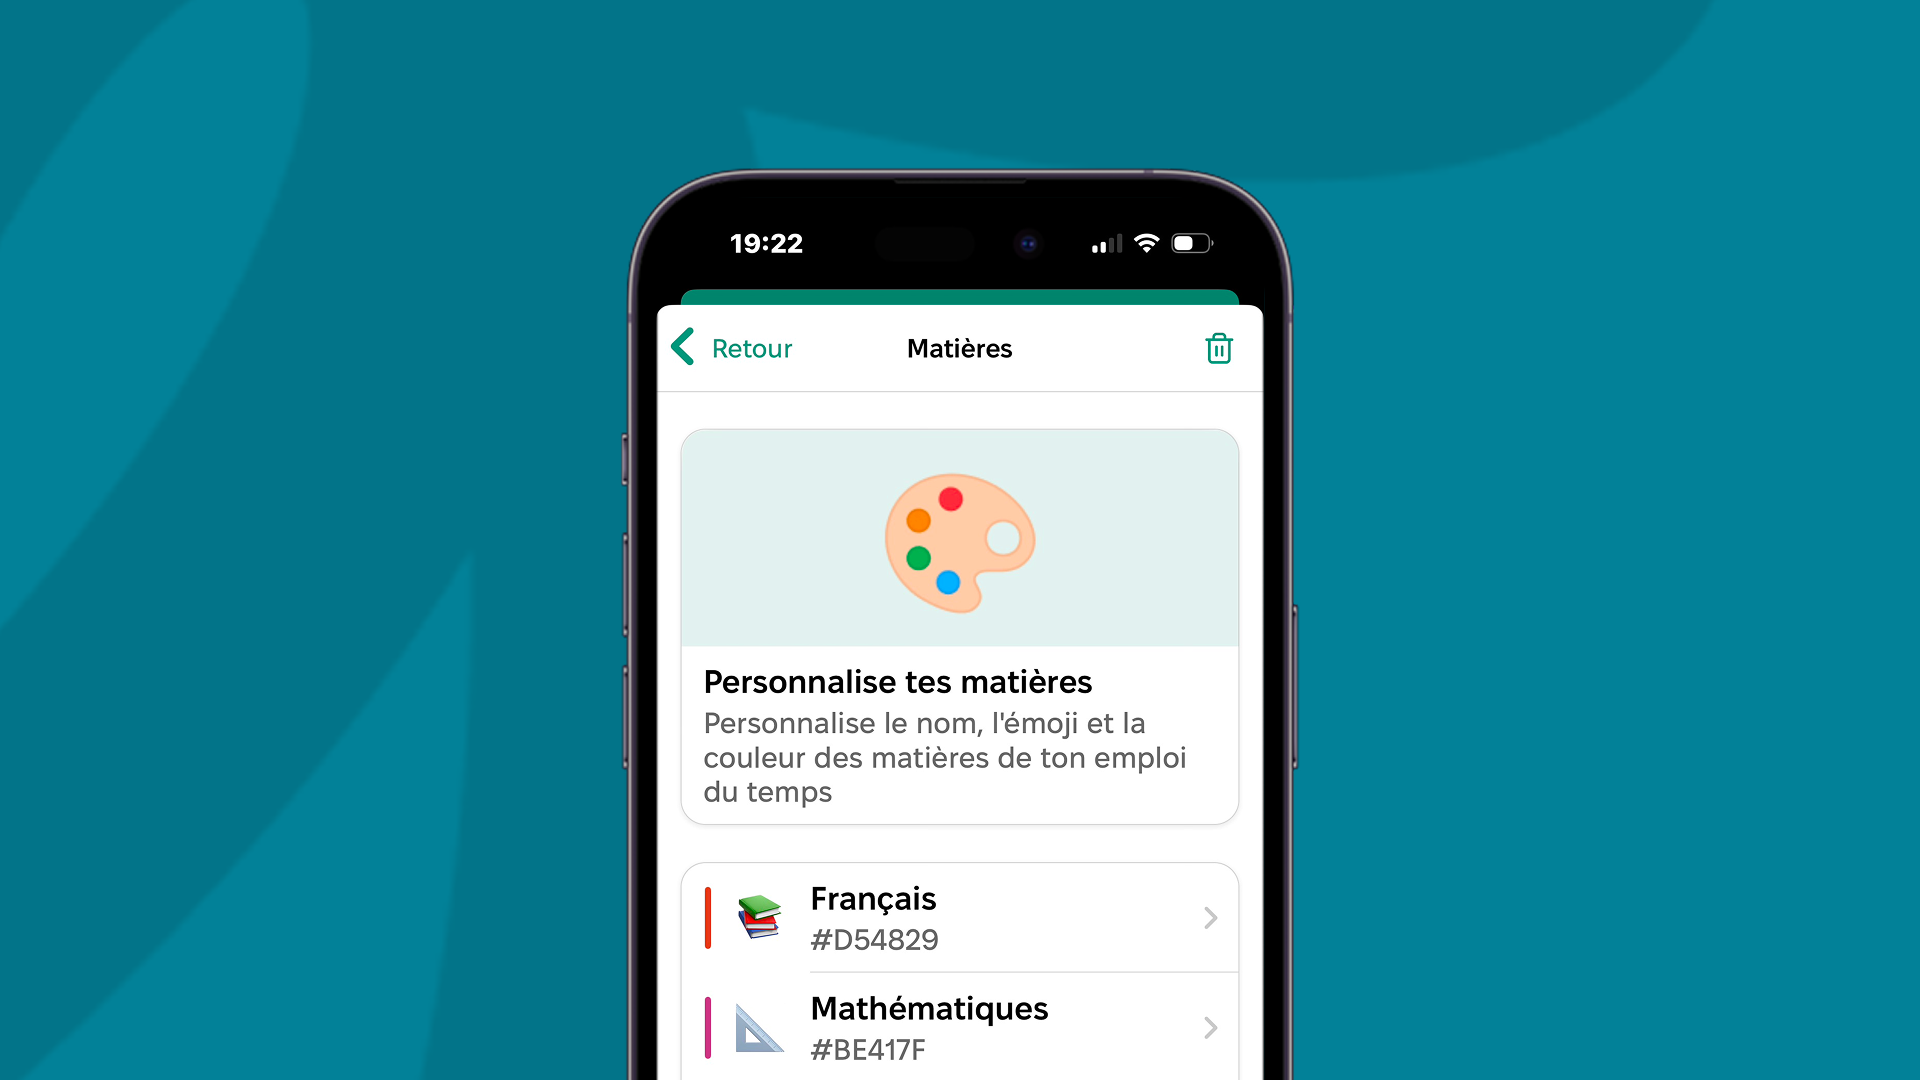 19:22
Retour
Matières
Personnalise tes matières
Personnalise le nom, l'émoji et la
couleur des matières de ton emploi
du temps
Français
#D54829
Mathématiques
#BE417F